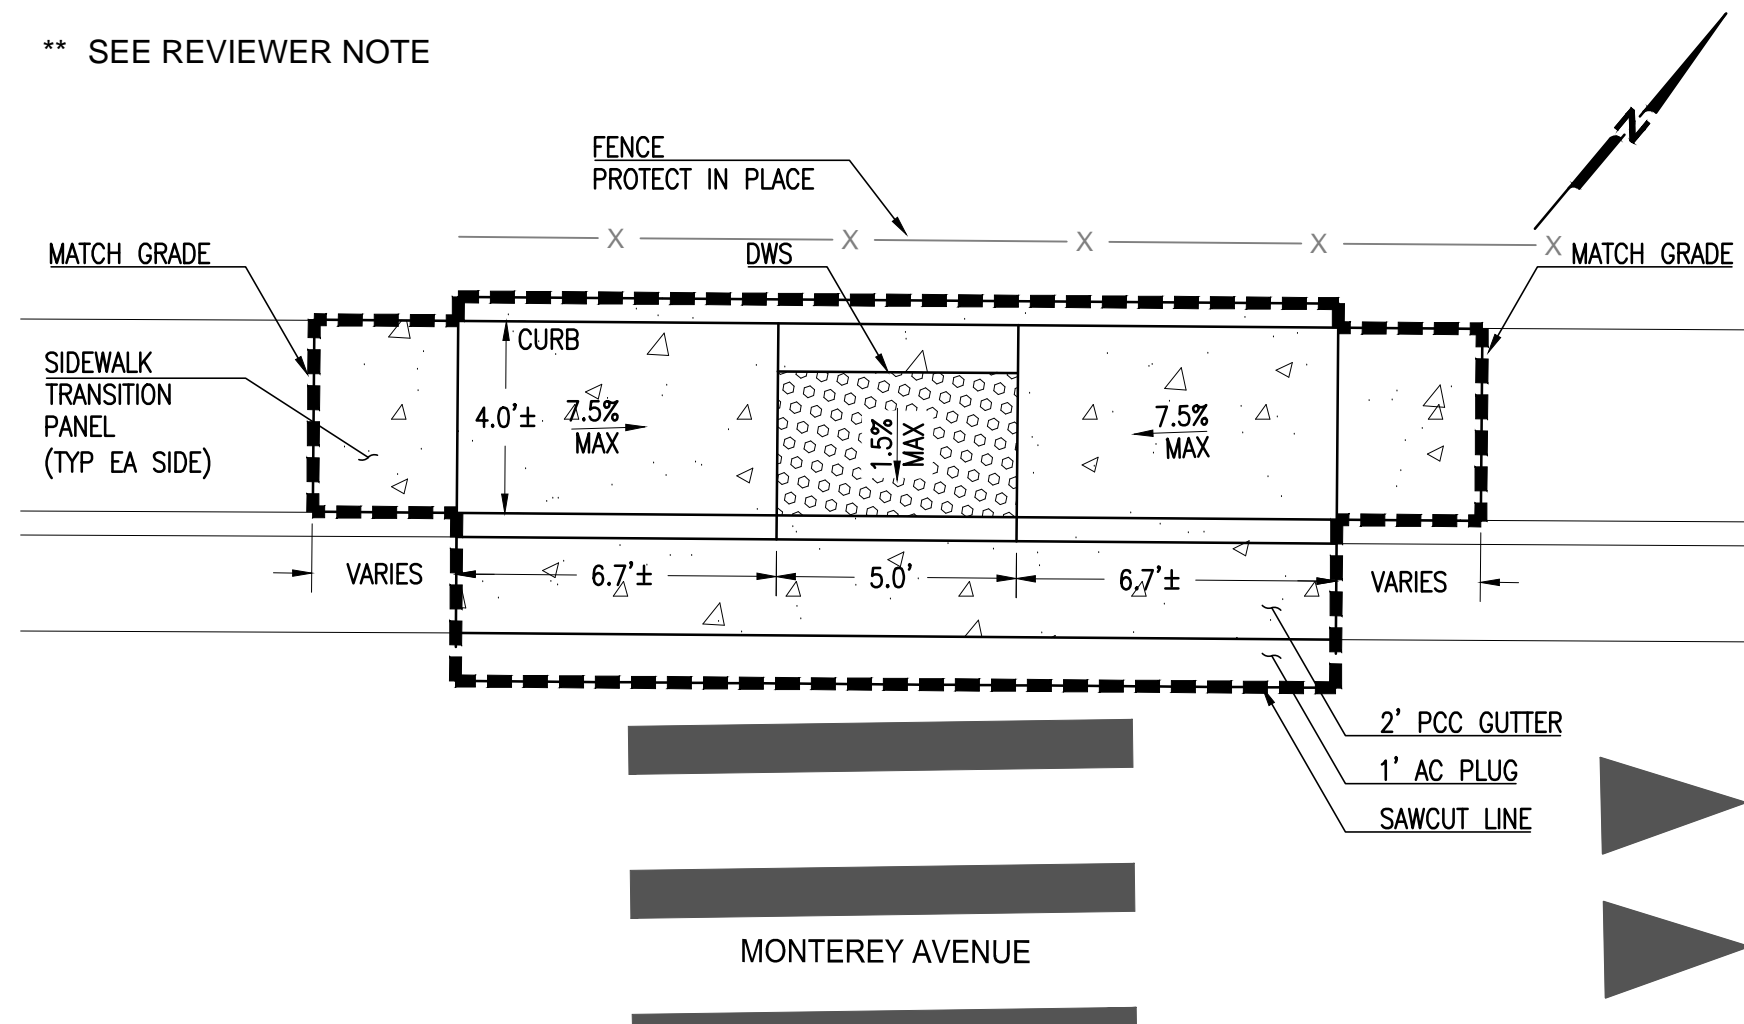 ** SEE REVIEWER NOTE
N
FENCE
PROTECT IN PLACE
X X X X X
MATCH GRADE
DWS
MATCH GRADE
SIDEWALK
TRANSITION
PANEL
(TYP EA SIDE)
CURB
4.0'±
7.5%
MAX
1.5%
MAX
7.5%
MAX
VARIES
6.7'±
5.0'
6.7'±
VARIES
2' PCC GUTTER
1' AC PLUG
SAWCUT LINE
MONTEREY AVENUE